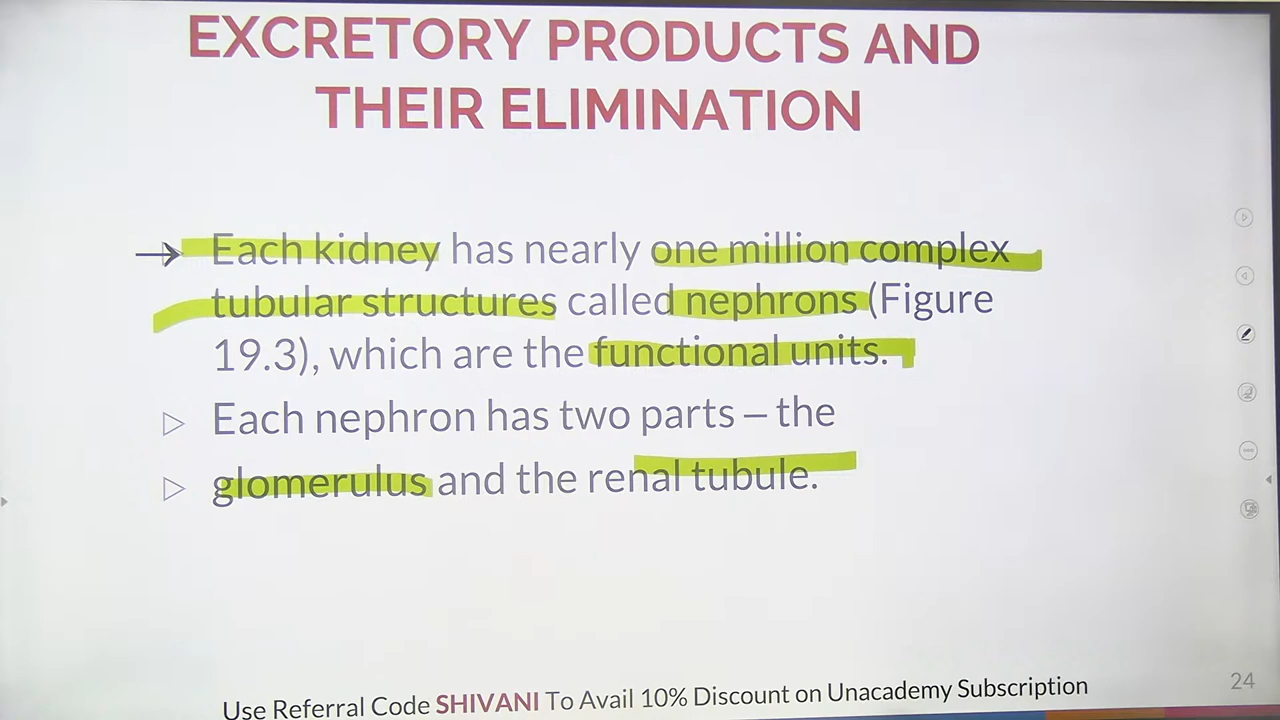 EXCRETORY PRODUCTS AND
THEIR ELIMINATION
Each kidney has nearly one million complex
tubular structures called nephrons (Figure
19.3), which are the functional units.
Each nephron has two parts – the
glomerulus and the renal tubule.
Use Referral Code SHIVANI To Avail 10% Discount on Unacademy Subscription
24